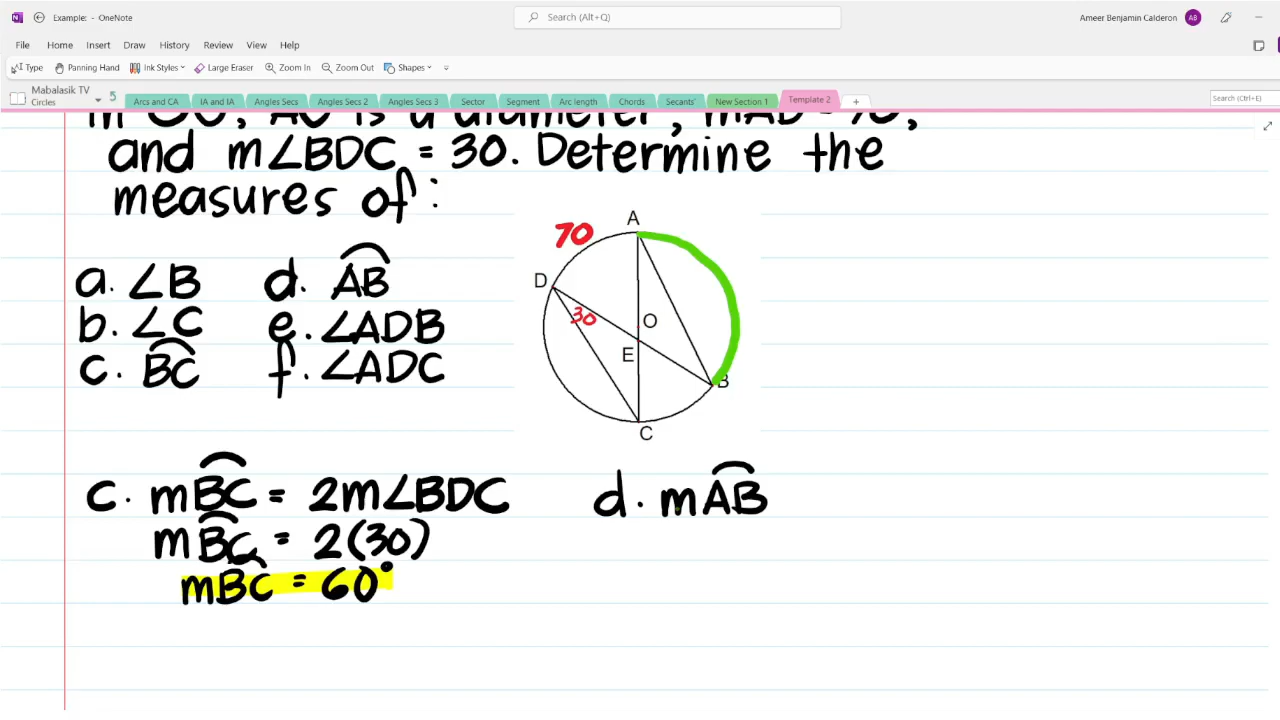 Example: - OneNote
Search (Alt+Q)
Ameer Benjamin Calderon AB
File Home Insert Draw History Review View Help
Type Panning Hand Ink Styles Large Eraser Zoom In Zoom Out Shapes
Mabalasik TV
Circles
5 Arcs and CA IA and IA Angles Secs Angles Secs 2 Angles Secs 3 Sector Segment Arc length Chords Secants' New Section 1 Template 2 +
Search (Ctrl+E)
is a diameter,
and m∠BDC = 30. Determine the
measures of :
a. ∠B d. AB
b. ∠C e. ∠ADB
c. BC f. ∠ADC
A
70
D
30
O
E
B
C
c. mBC = 2m∠BDC d. mAB
mBC = 2(30)
mBC = 60°